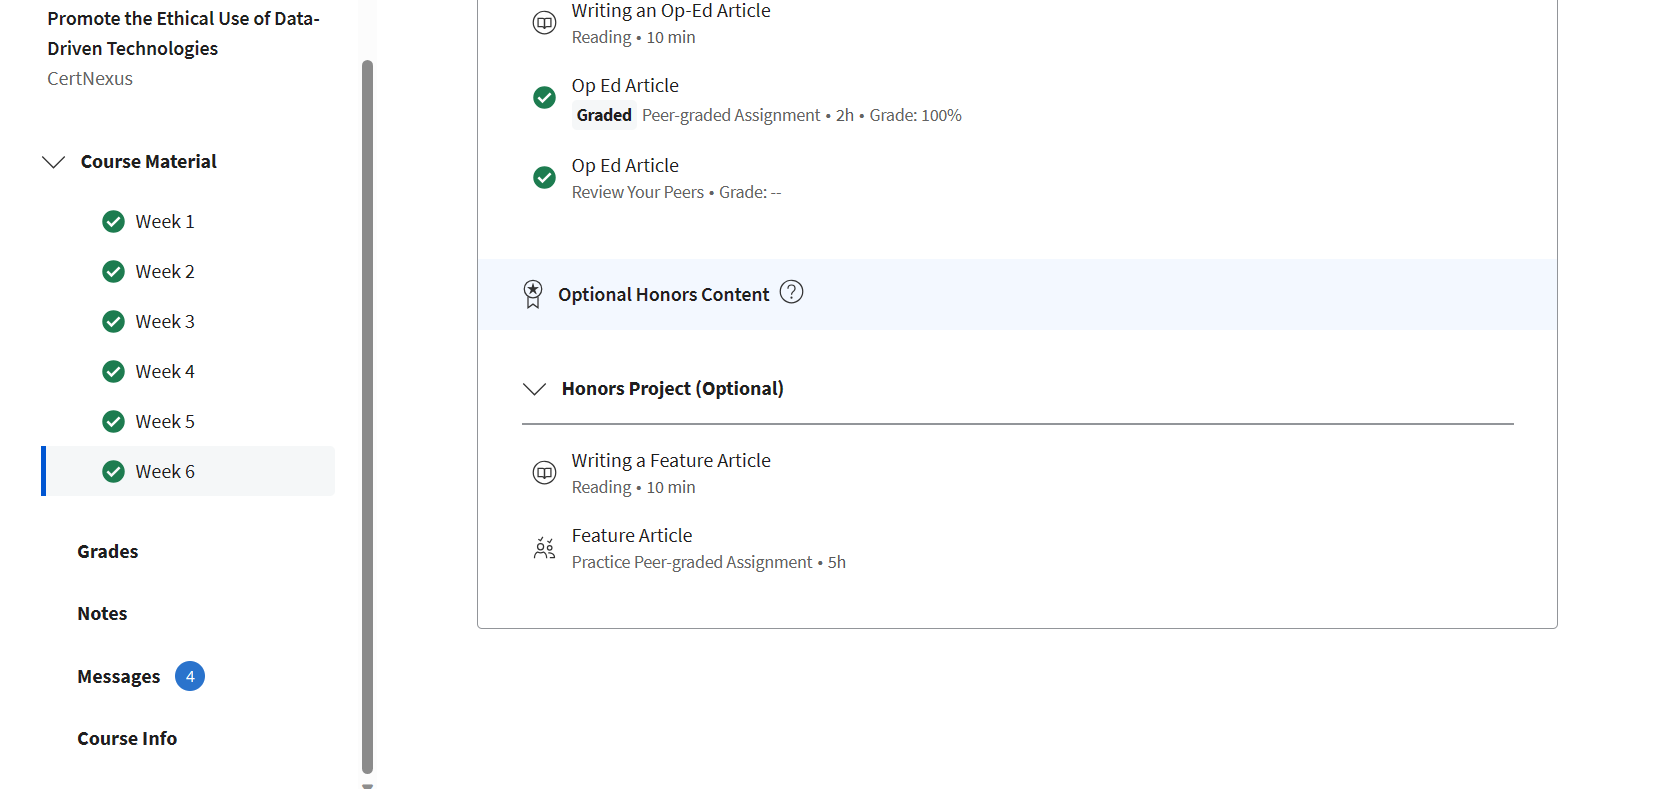 Promote the Ethical Use of Data-
Driven Technologies
CertNexus
Course Material
Week 1
Week 2
Week 3
Week 4
Week 5
Week 6
Grades
Notes
Messages 4
Course Info
Writing an Op-Ed Article
Reading • 10 min
Op Ed Article
Graded Peer-graded Assignment • 2h • Grade: 100%
Op Ed Article
Review Your Peers • Grade: --
Optional Honors Content ?
Honors Project (Optional)
Writing a Feature Article
Reading • 10 min
Feature Article
Practice Peer-graded Assignment • 5h